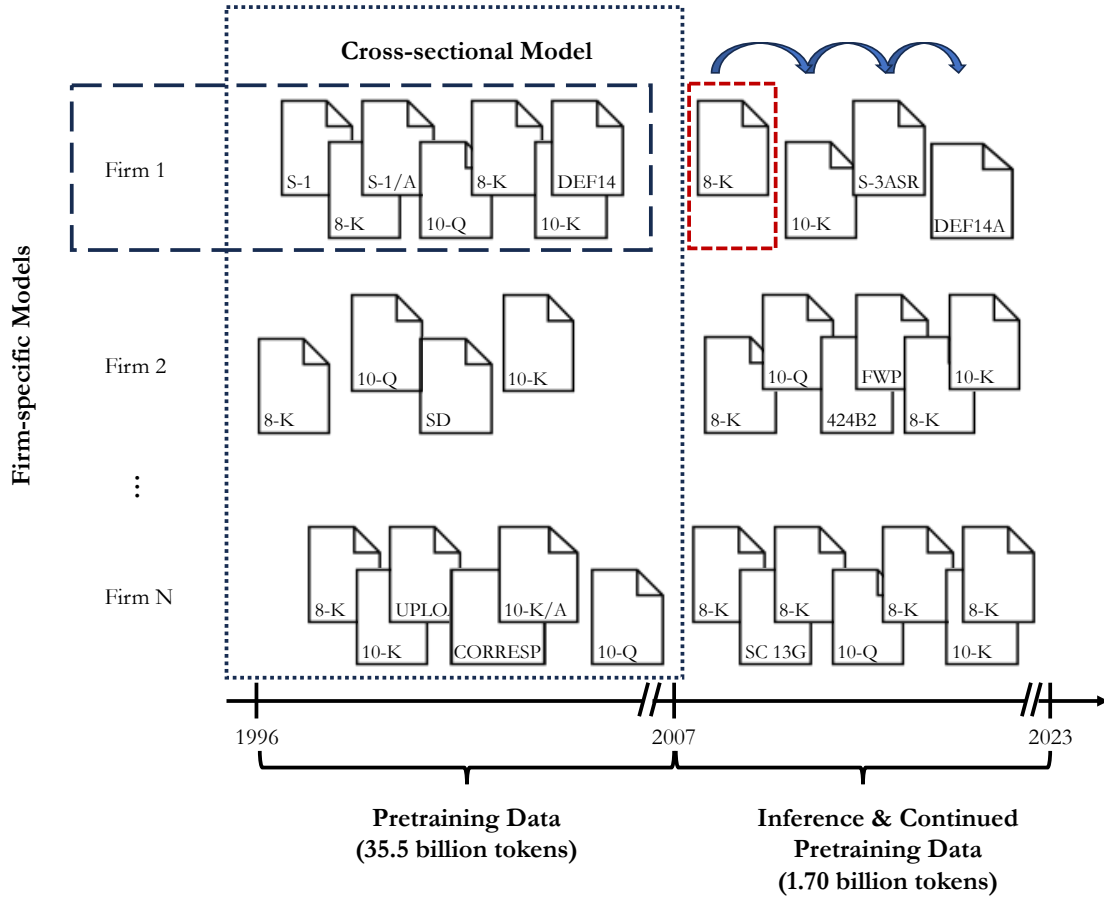 Cross-sectional Model
Firm-specific Models
Firm 1
S-1
S-1/A
8-K
DEF14
8-K
10-Q
10-K
8-K
S-3ASR
10-K
DEF14A
Firm 2
10-Q
10-K
8-K
SD
10-Q
FWP
10-K
8-K
424B2
8-K
⋮
Firm N
8-K
UPLO.
10-K/A
10-K
CORRESP
10-Q
8-K
8-K
8-K
8-K
SC 13G
10-Q
10-K
1996
2007
2023
Pretraining Data
(35.5 billion tokens)
Inference & Continued
Pretraining Data
(1.70 billion tokens)